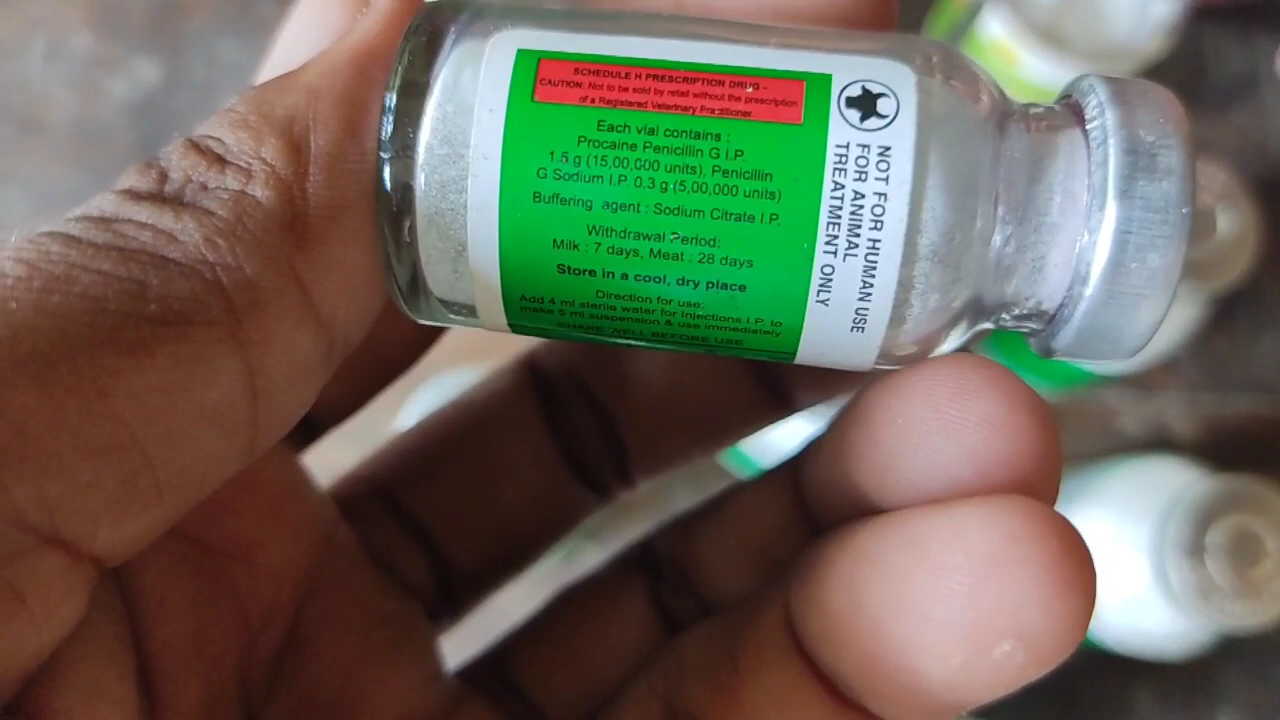 SCHEDULE H PRESCRIPTION DRUG -
CAUTION: Not to be sold by retail without the prescription
of a Registered Veterinary Practitioner.
Each vial contains :
Procaine Penicillin G I.P.
1.5 g (15,00,000 units), Penicillin
G Sodium I.P. 0.3 g (5,00,000 units)
Buffering agent : Sodium Citrate I.P.
Withdrawal Period:
Milk : 7 days, Meat : 28 days
Store in a cool, dry place
Direction for use:
Add 4 ml sterile water for Injections I.P. to
make 5 ml suspension & use immediately
SHAKE WELL BEFORE USE
NOT FOR HUMAN USE
FOR ANIMAL
TREATMENT ONLY